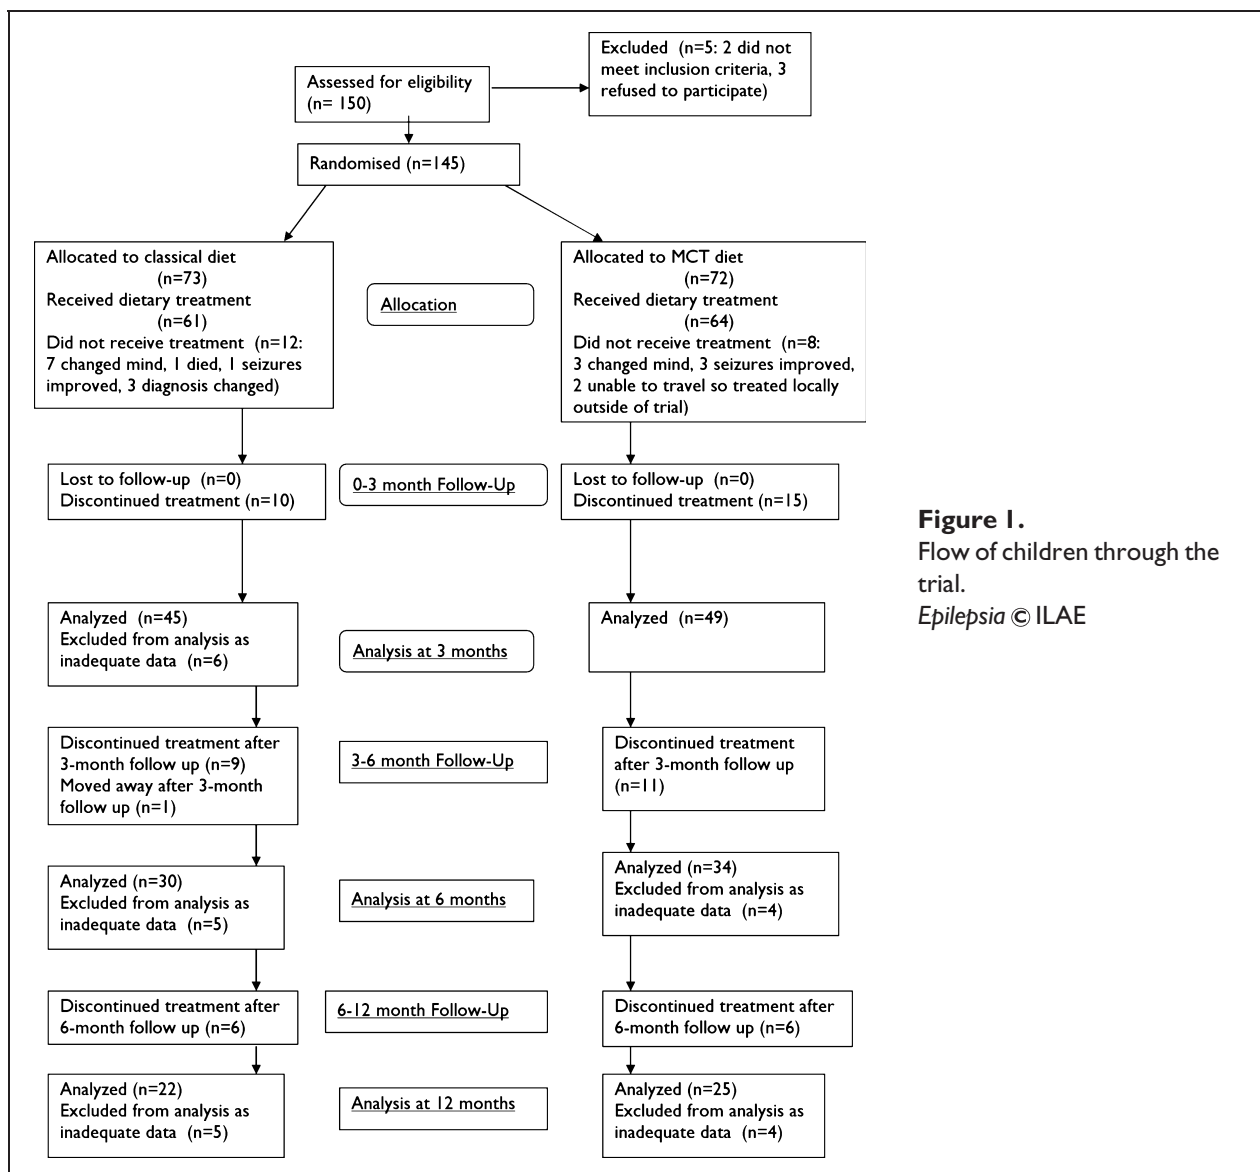 Excluded (n=5: 2 did not
meet inclusion criteria, 3
refused to participate)
Assessed for eligibility
(n= 150)
Randomised (n=145)
Allocated to classical diet
(n=73)
Received dietary treatment
(n=61)
Did not receive treatment (n=12:
7 changed mind, 1 died, 1 seizures
improved, 3 diagnosis changed)
Allocation
Allocated to MCT diet
(n=72)
Received dietary treatment
(n=64)
Did not receive treatment (n=8:
3 changed mind, 3 seizures improved,
2 unable to travel so treated locally
outside of trial)
Lost to follow-up (n=0)
Discontinued treatment (n=10)
0-3 month Follow-Up
Lost to follow-up (n=0)
Discontinued treatment (n=15)
Analyzed (n=45)
Excluded from analysis as
inadequate data (n=6)
Analysis at 3 months
Analyzed (n=49)
Discontinued treatment after
3-month follow up (n=9)
Moved away after 3-month
follow up (n=1)
3-6 month Follow-Up
Discontinued treatment
after 3-month follow up
(n=11)
Analyzed (n=30)
Excluded from analysis as
inadequate data (n=5)
Analysis at 6 months
Analyzed (n=34)
Excluded from analysis as
inadequate data (n=4)
Discontinued treatment after
6-month follow up (n=6)
6-12 month Follow-Up
Discontinued treatment after
6-month follow up (n=6)
Analyzed (n=22)
Excluded from analysis as
inadequate data (n=5)
Analysis at 12 months
Analyzed (n=25)
Excluded from analysis as
inadequate data (n=4)
Figure 1.
Flow of children through the
trial.
Epilepsia © ILAE